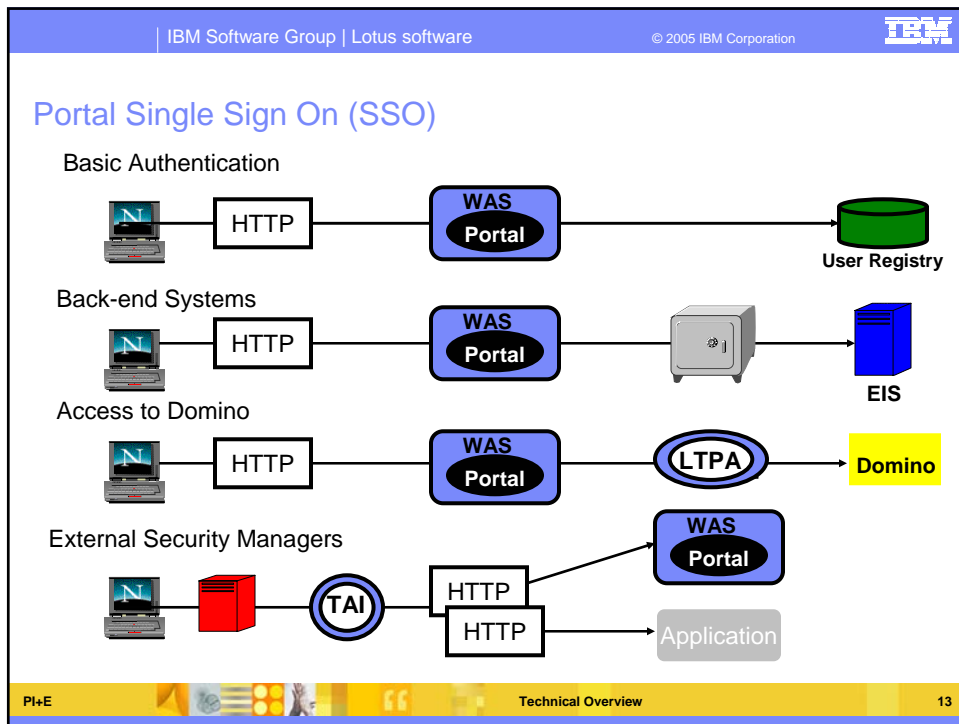 IBM Software Group | Lotus software
© 2005 IBM Corporation
IBM
Portal Single Sign On (SSO)
Basic Authentication
N
HTTP
WAS
Portal
User Registry
Back-end Systems
N
HTTP
WAS
Portal
EIS
Access to Domino
N
HTTP
WAS
Portal
LTPA
Domino
External Security Managers
N
TAI
HTTP
HTTP
WAS
Portal
Application
PI+E
Technical Overview
13